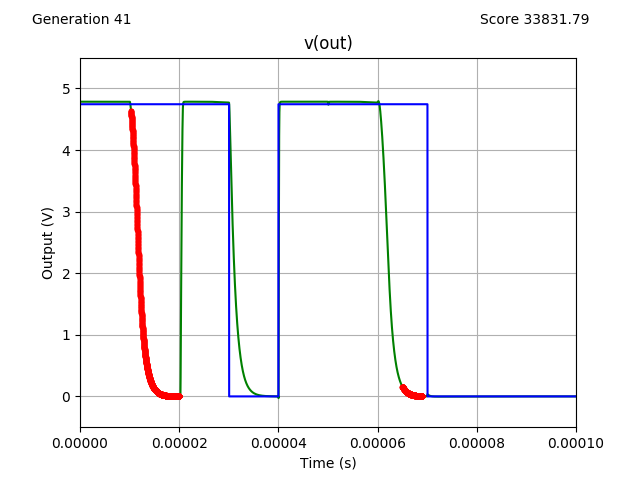 Generation 41
Score 33831.79
v(out)
5
4
3
2
1
0
Output (V)
0.00000
0.00002
0.00004
0.00006
0.00008
0.00010
Time (s)